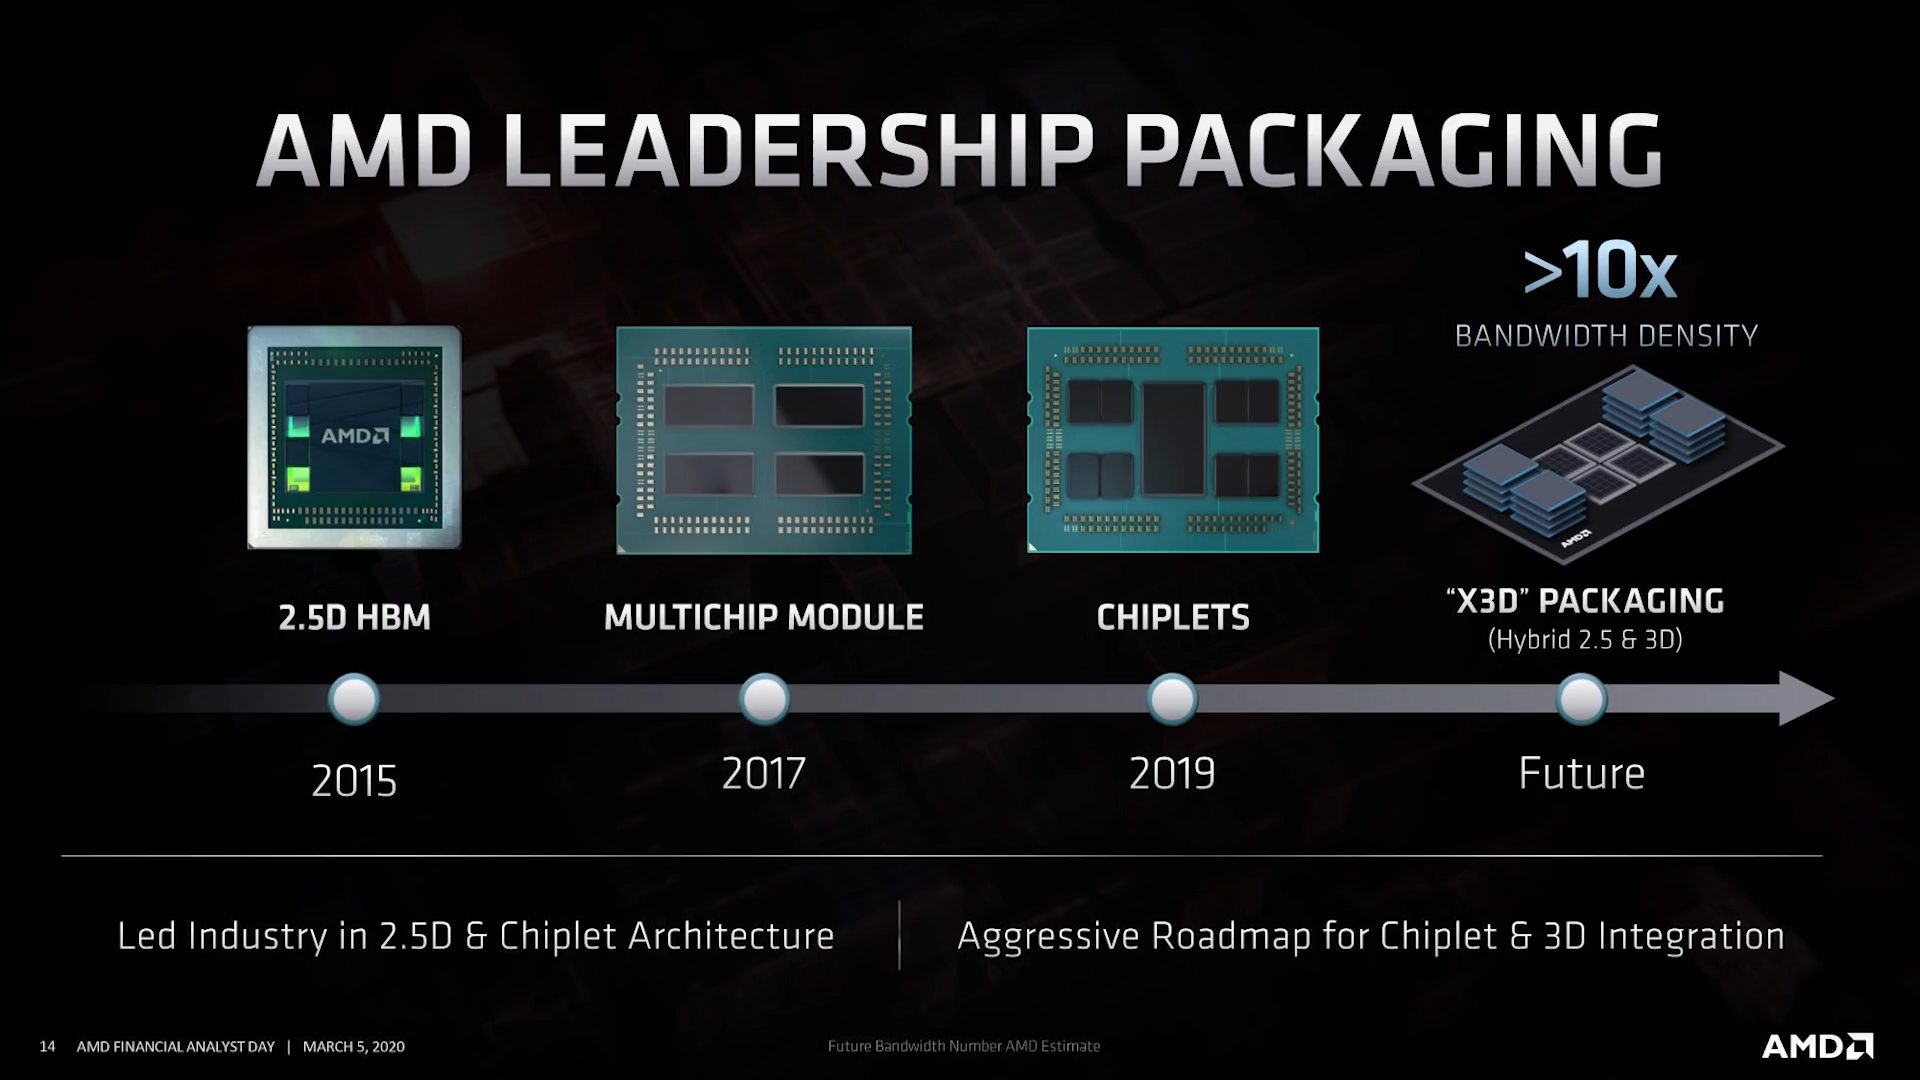 AMD LEADERSHIP PACKAGING
>10x
BANDWIDTH DENSITY
AMD
AMD
2.5D HBM
MULTICHIP MODULE
CHIPLETS
“X3D” PACKAGING
(Hybrid 2.5 & 3D)
2015
2017
2019
Future
Led Industry in 2.5D & Chiplet Architecture
Aggressive Roadmap for Chiplet & 3D Integration
14 AMD FINANCIAL ANALYST DAY | MARCH 5, 2020
Future Bandwidth Number AMD Estimate
AMD